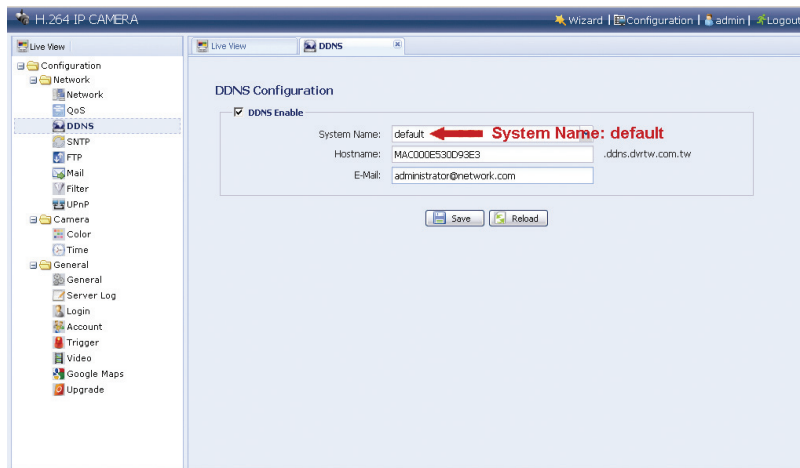 H.264 IP CAMERA
Wizard | Configuration | admin | Logout
Live View
Configuration
Network
Network
QoS
DDNS
SNTP
FTP
Mail
Filter
UPnP
Camera
Color
Time
General
General
Server Log
Login
Account
Trigger
Video
Google Maps
Upgrade
Live View
DDNS
DDNS Configuration
DDNS Enable
System Name: default System Name: default
Hostname: MAC000E530D93E3 .ddns.dvrtw.com.tw
E-Mail: administrator@network.com
Save Reload